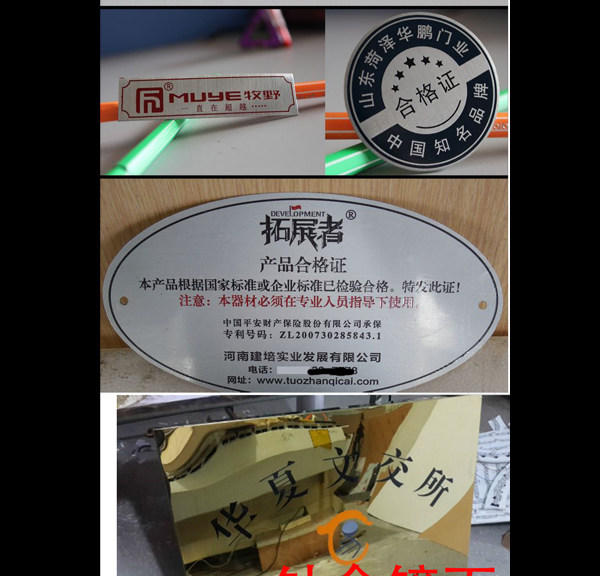 MUYE牧野®
一直在超越······
山东菏泽华鹏门业
合格证
中国知名品牌
DEVELOPMENT
拓展者®
产品合格证
本产品根据国家标准或企业标准已检验合格。特发此证!
注意：本器材必须在专业人员指导下使用。
中国平安财产保险股份有限公司承保
专利号码：ZL200730285843.1
河南建培实业发展有限公司
电话：
网址：www.tuozhanqicai.com
华夏文交所